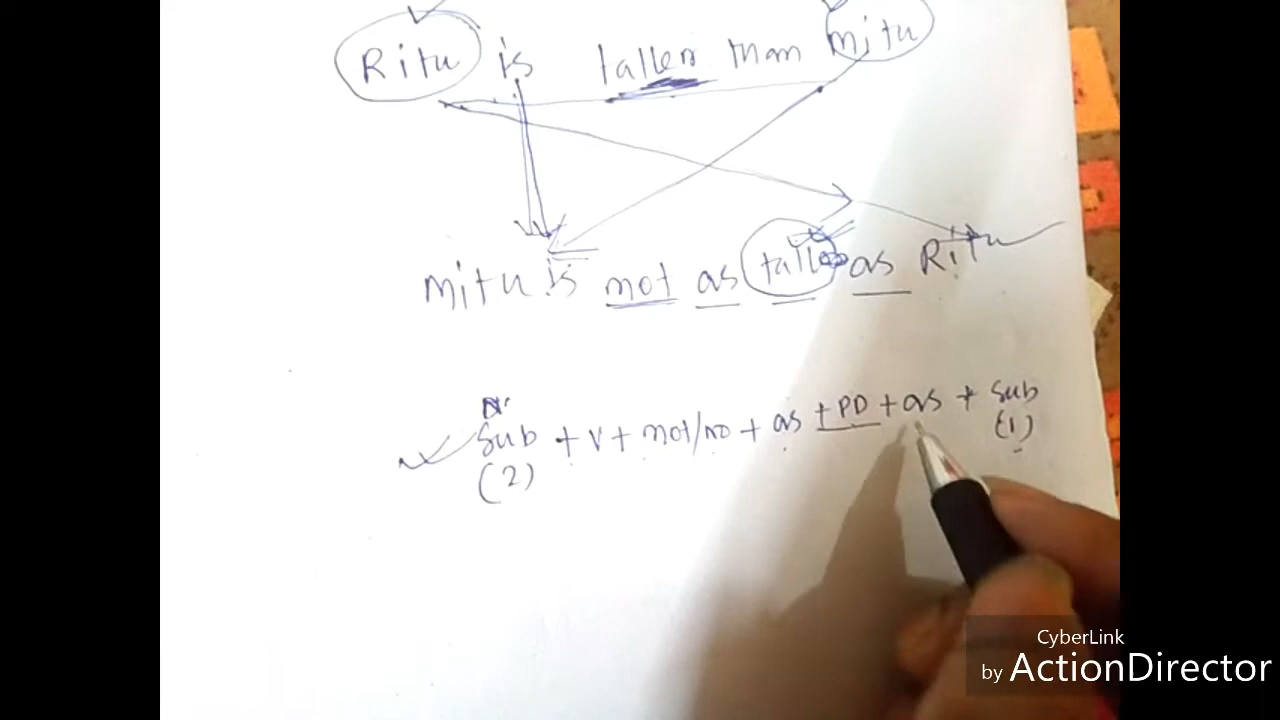 Ritu is taller than mitu
mitu is not as tall as Ritu
Sub + V + not/no + as + PD + as + Sub
(2) (1)
CyberLink
by ActionDirector